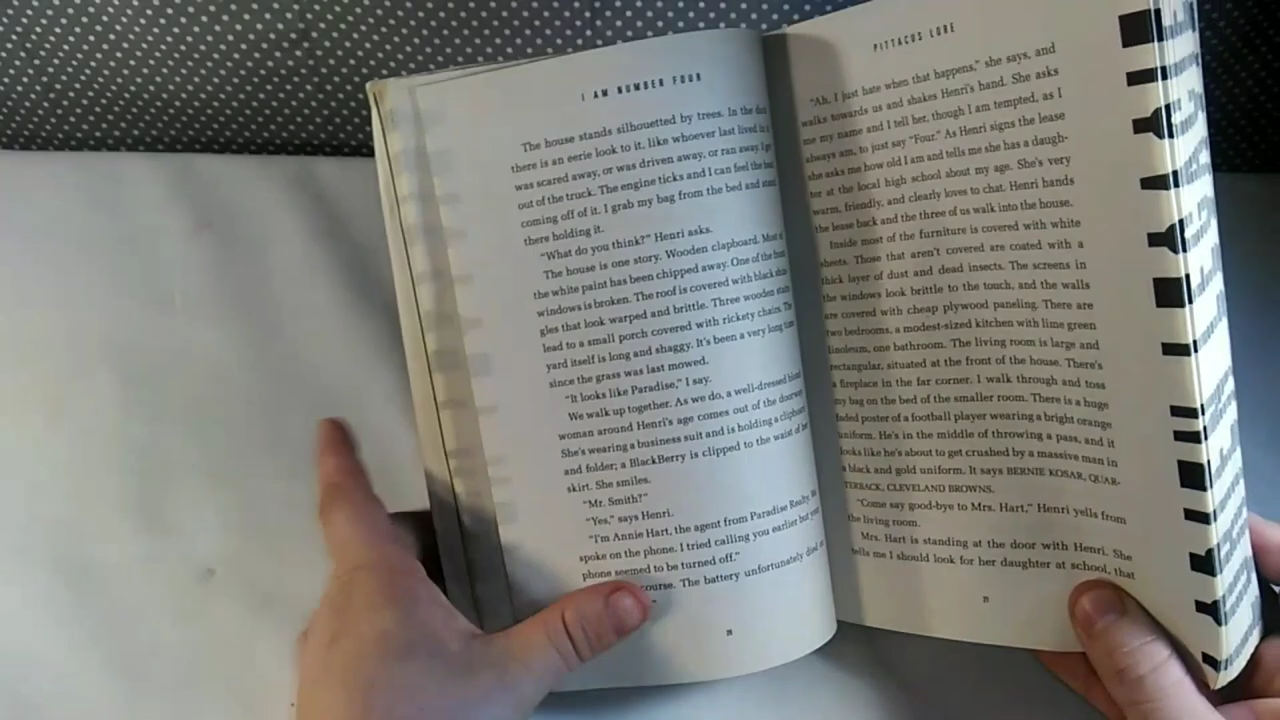 I AM NUMBER FOUR
The house stands silhouetted by trees. In the
there is an eerie look to it, like whoever last lived in it
was scared away, or was driven away, or ran away. I
out of the truck. The engine ticks and I can feel the
coming off of it. I grab my bag from the bed and
there holding it.
“What do you think?” Henri asks.
The house is one story. Wooden clapboard. Most
the white paint has been chipped away. One of the
windows is broken. The roof is covered with black
gles that look warped and brittle. Three wooden
lead to a small porch covered with rickety chairs. The
yard itself is long and shaggy. It's been a very long time
since the grass was last mowed.
“It looks like Paradise,” I say.
We walk up together. As we do, a well-dressed
woman around Henri's age comes out of the doorway.
She's wearing a business suit and is holding a
and folder; a BlackBerry is clipped to the waist of her
skirt. She smiles.
“Mr. Smith?”
“Yes,” says Henri.
“I'm Annie Hart, the agent from Paradise Realty.
spoke on the phone. I tried calling you earlier but your
phone seemed to be turned off.”
course. The battery unfortunately died
PITTACUS LORE
“Ah, I just hate when that happens,” she says, and
walks towards us and shakes Henri's hand. She asks
me my name and I tell her, though I am tempted, as I
always am, to just say “Four.” As Henri signs the lease
she asks me how old I am and tells me she has a daugh-
ter at the local high school about my age. She's very
warm, friendly, and clearly loves to chat. Henri hands
the lease back and the three of us walk into the house.
Inside most of the furniture is covered with white
sheets. Those that aren't covered are coated with a
thick layer of dust and dead insects. The screens in
the windows look brittle to the touch, and the walls
are covered with cheap plywood paneling. There are
two bedrooms, a modest-sized kitchen with lime green
linoleum, one bathroom. The living room is large and
rectangular, situated at the front of the house. There's
a fireplace in the far corner. I walk through and toss
my bag on the bed of the smaller room. There is a huge
faded poster of a football player wearing a bright orange
uniform. He's in the middle of throwing a pass, and it
looks like he's about to get crushed by a massive man in
a black and gold uniform. It says BERNIE KOSAR, QUAR-
TERBACK, CLEVELAND BROWNS.
“Come say good-bye to Mrs. Hart,” Henri yells from
the living room.
Mrs. Hart is standing at the door with Henri. She
tells me I should look for her daughter at school, that